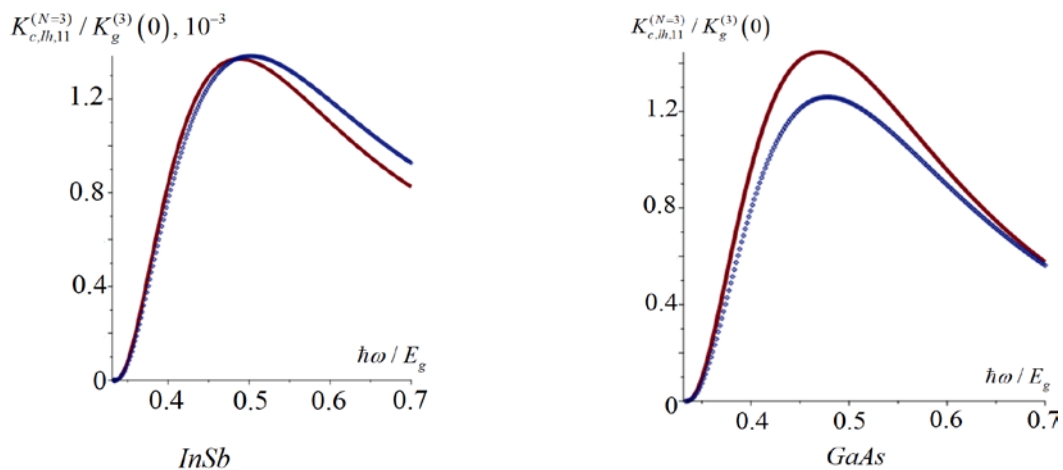 K_{c,lh,11}^{(N=3)} / K_g^{(3)}(0), 10^{-3}
1.2
0.8
0.4
0
0.4 0.5 0.6 0.7
ħω / E_g
InSb
K_{c,lh,11}^{(N=3)} / K_g^{(3)}(0)
1.2
0.8
0.4
0
0.4 0.5 0.6 0.7
ħω / E_g
GaAs